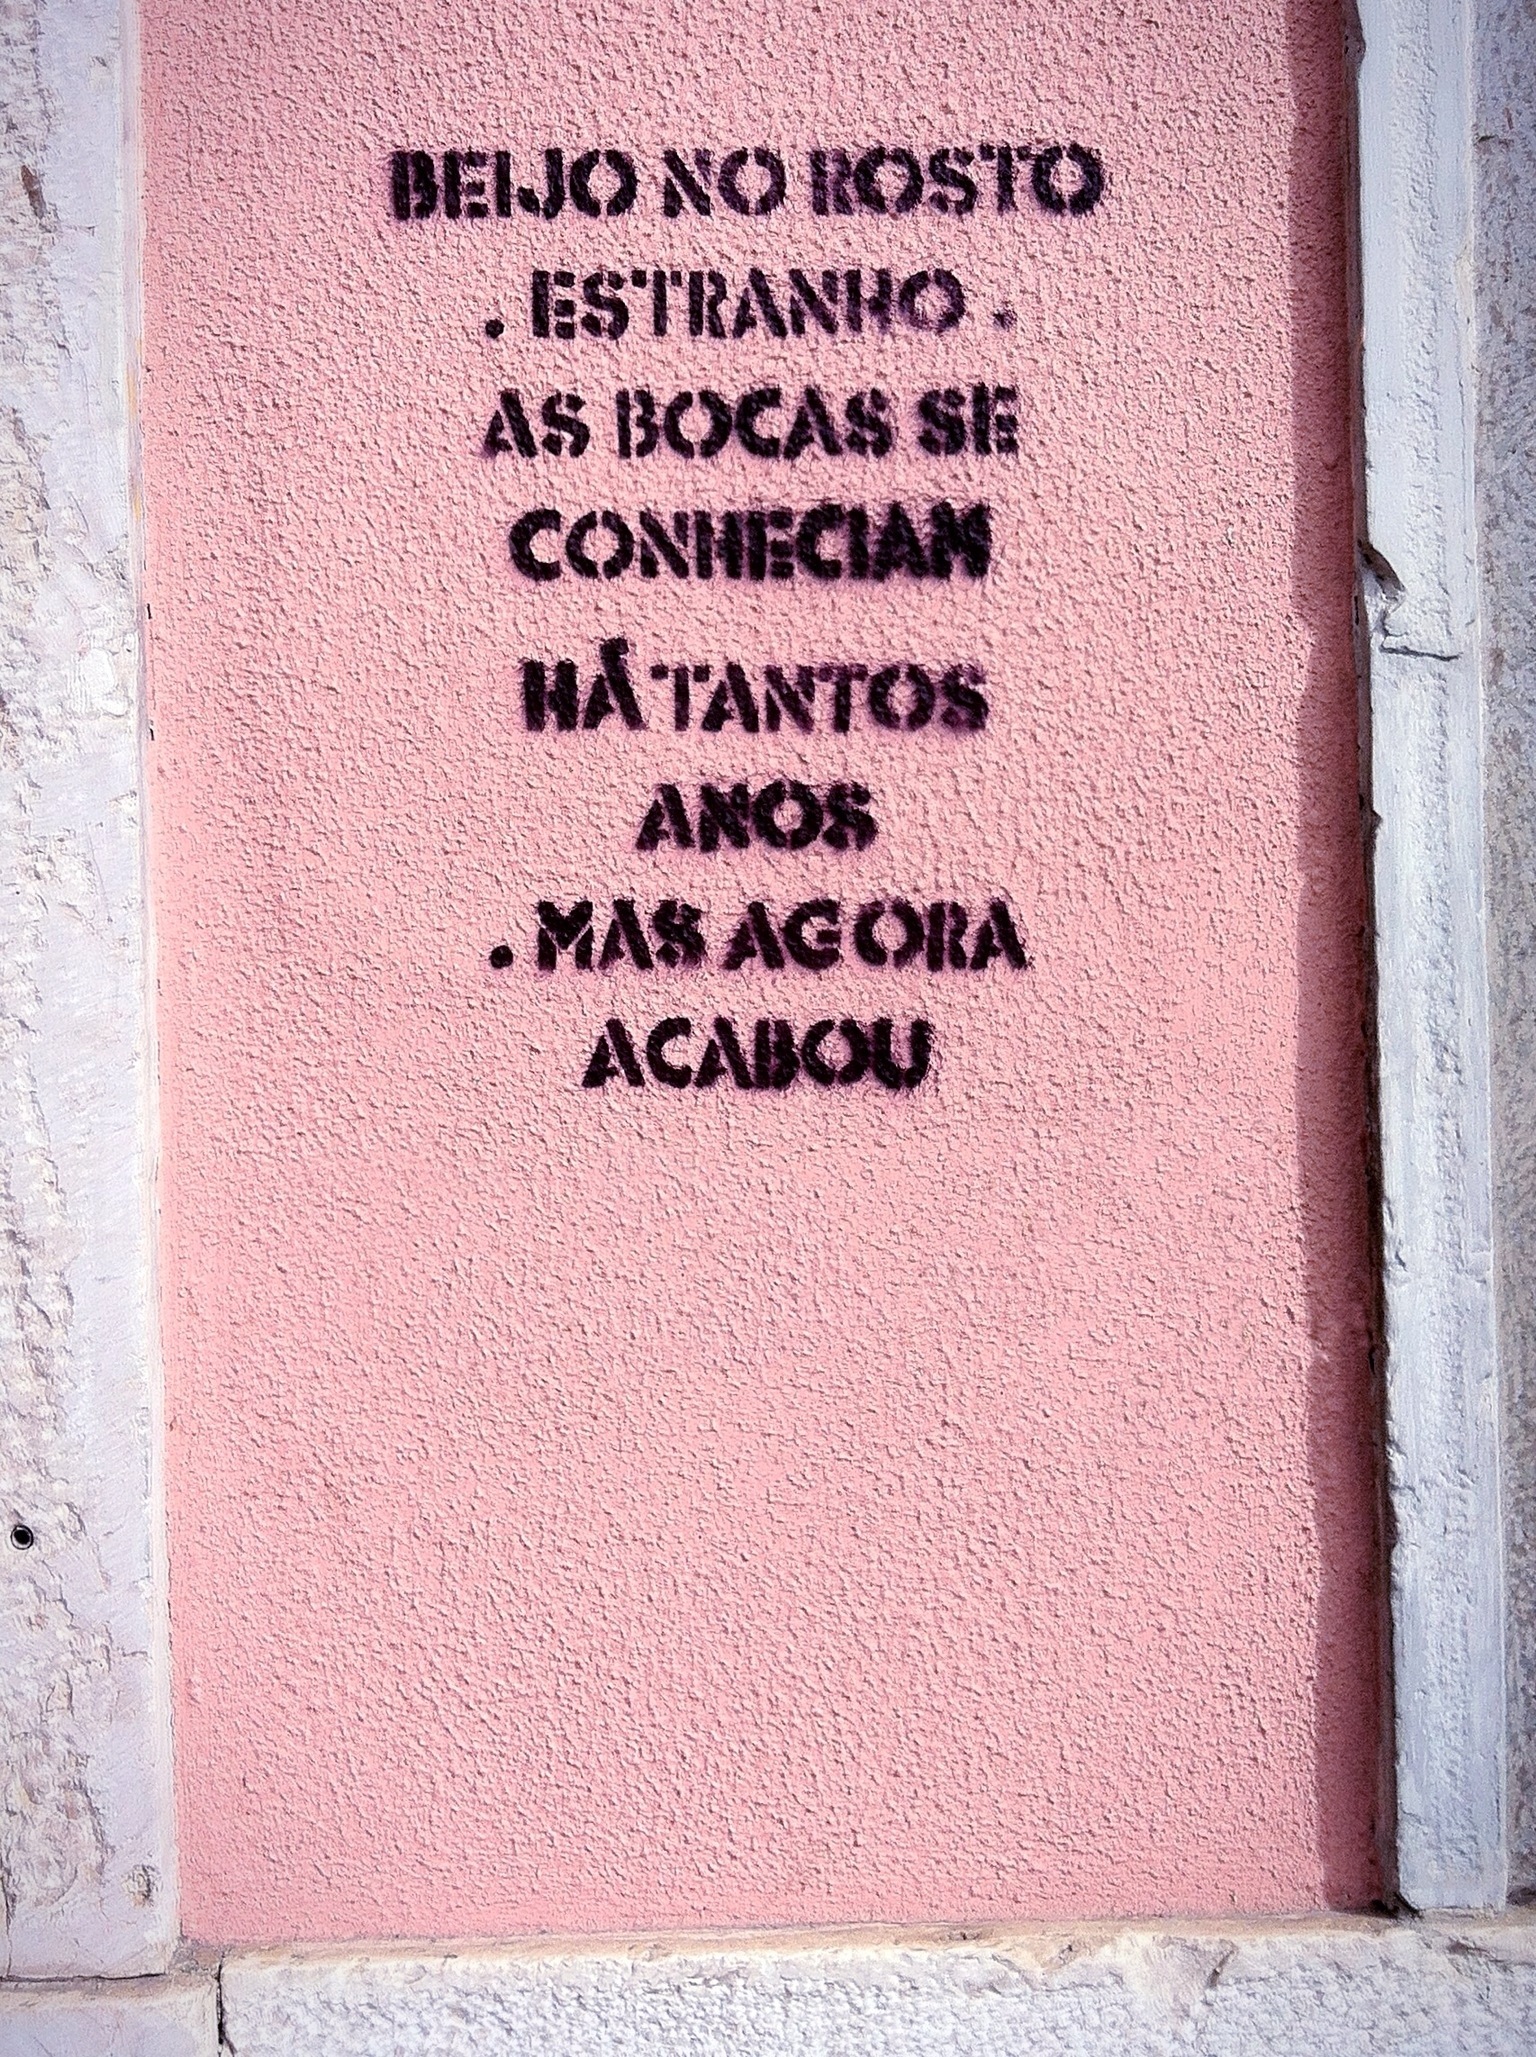 BEIJO NO ROSTO
. ESTRANHO .
AS BOCAS SE
CONHECIAM
HÁ TANTOS
ANOS
. MAS AGORA
ACABOU